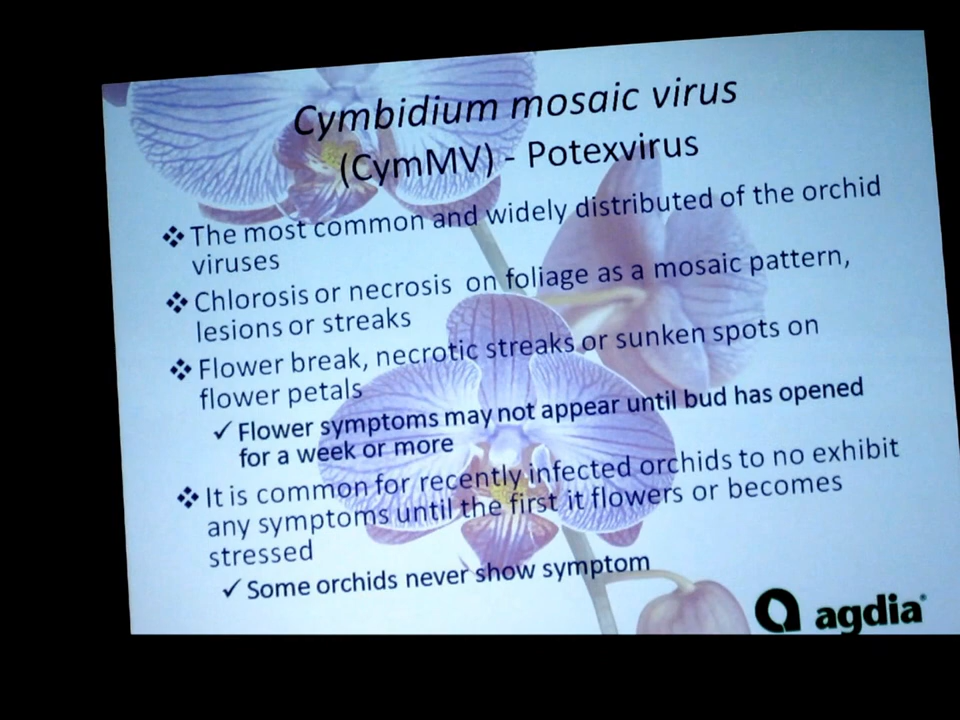 Cymbidium mosaic virus
(CymMV) - Potexvirus
❖ The most common and widely distributed of the orchid
viruses
❖ Chlorosis or necrosis on foliage as a mosaic pattern,
lesions or streaks
❖ Flower break, necrotic streaks or sunken spots on
flower petals
✓ Flower symptoms may not appear until bud has opened
for a week or more
❖ It is common for recently infected orchids to no exhibit
any symptoms until the first it flowers or becomes
stressed
✓ Some orchids never show symptom
agdia®